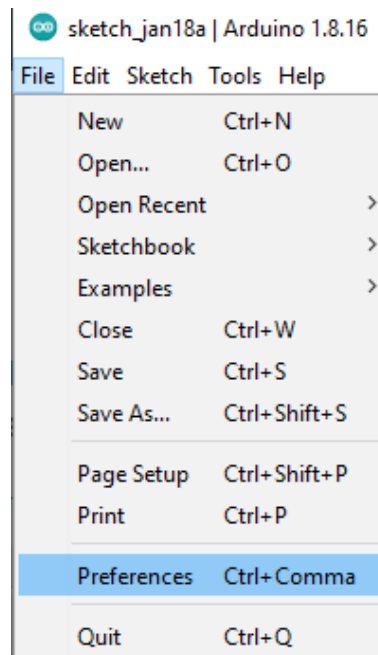 sketch_jan18a | Arduino 1.8.16
File Edit Sketch Tools Help
New Ctrl+N
Open... Ctrl+O
Open Recent
Sketchbook
Examples
Close Ctrl+W
Save Ctrl+S
Save As... Ctrl+Shift+S
Page Setup Ctrl+Shift+P
Print Ctrl+P
Preferences Ctrl+Comma
Quit Ctrl+Q